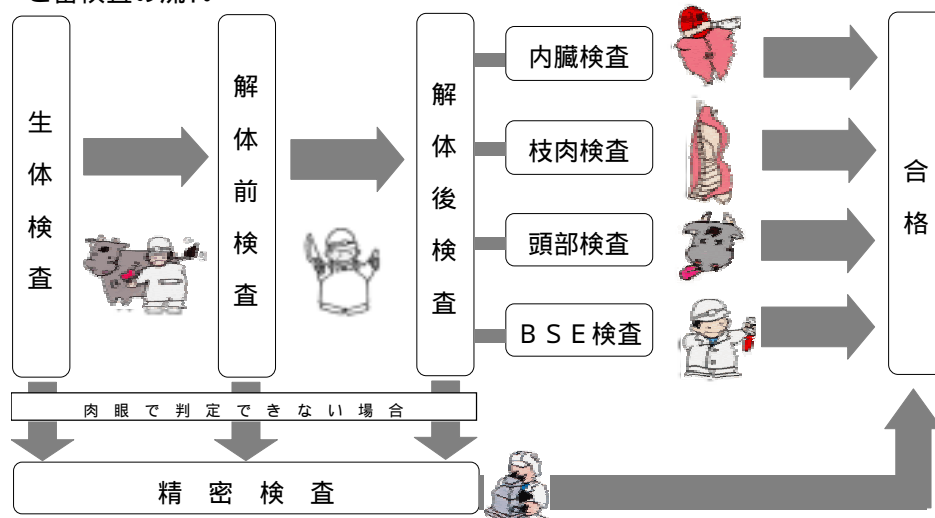 と畜検査の流れ
生体検査
解体前検査
解体後検査
内臓検査
枝肉検査
頭部検査
ＢＳＥ検査
合格
肉眼で判定できない場合
精密検査